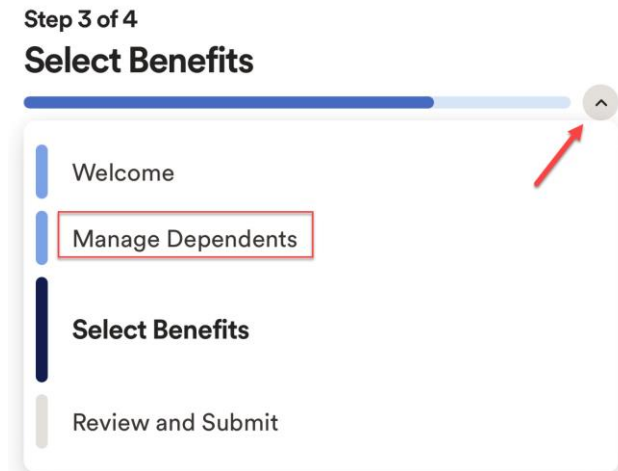 Step 3 of 4
Select Benefits
Welcome
Manage Dependents
Select Benefits
Review and Submit